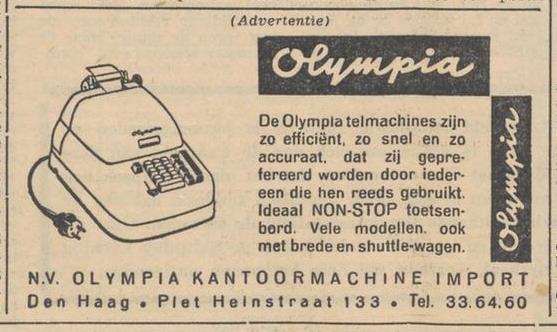 (Advertentie)
Olympia
De Olympia telmachines zijn
zo efficiënt, zo snel en zo
accuraat, dat zij gepre-
fereerd worden door ieder-
een die hen reeds gebruikt.
Ideaal NON-STOP toetsen-
bord. Vele modellen. ook
met brede en shuttle-wagen.
Olympia
N.V. OLYMPIA KANTOORMACHINE IMPORT
Den Haag • Piet Heinstraat 133 • Tel. 33.64.60